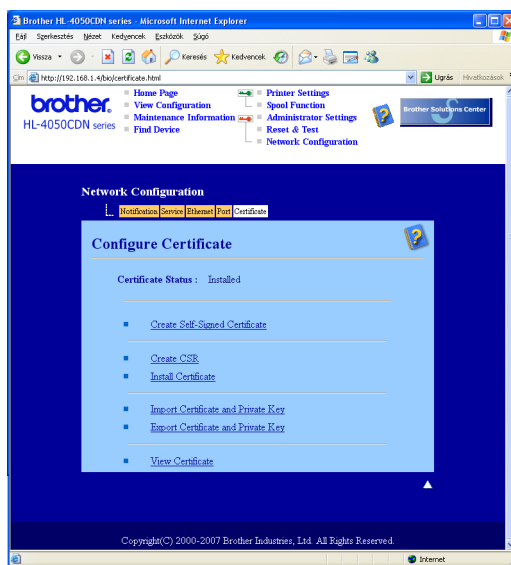 Brother HL-4050CDN series - Microsoft Internet Explorer
Fájl Szerkesztés Nézet Kedvencek Eszközök Súgó
Vissza Keresés Kedvencek
Cím http://192.168.1.4/bio/certificate.html Ugrás Hivatkozások
brother
HL-4050CDN series
Home Page
View Configuration
Maintenance Information
Find Device
Printer Settings
Spool Function
Administrator Settings
Reset & Test
Network Configuration
Brother Solutions Center
Network Configuration
Notification Service Ethernet Port Certificate
Configure Certificate
Certificate Status : Installed
Create Self-Signed Certificate
Create CSR
Install Certificate
Import Certificate and Private Key
Export Certificate and Private Key
View Certificate
Copyright(C) 2000-2007 Brother Industries, Ltd. All Rights Reserved.
Internet